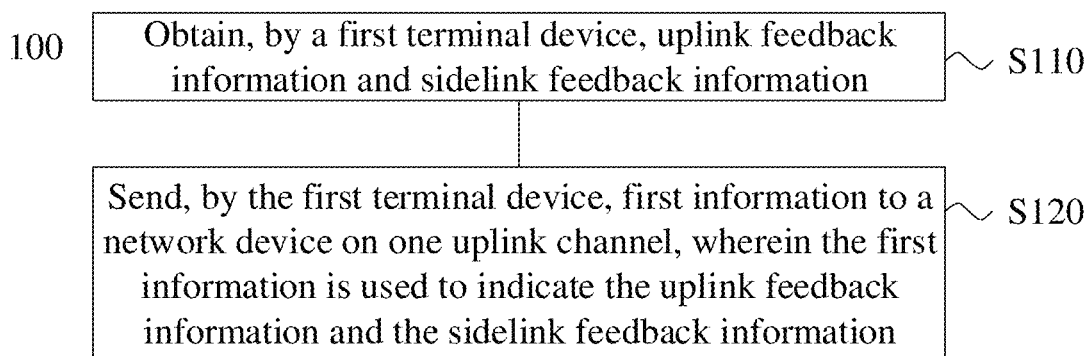 100
Obtain, by a first terminal device, uplink feedback
information and sidelink feedback information
S110
Send, by the first terminal device, first information to a
network device on one uplink channel, wherein the first
information is used to indicate the uplink feedback
information and the sidelink feedback information
S120